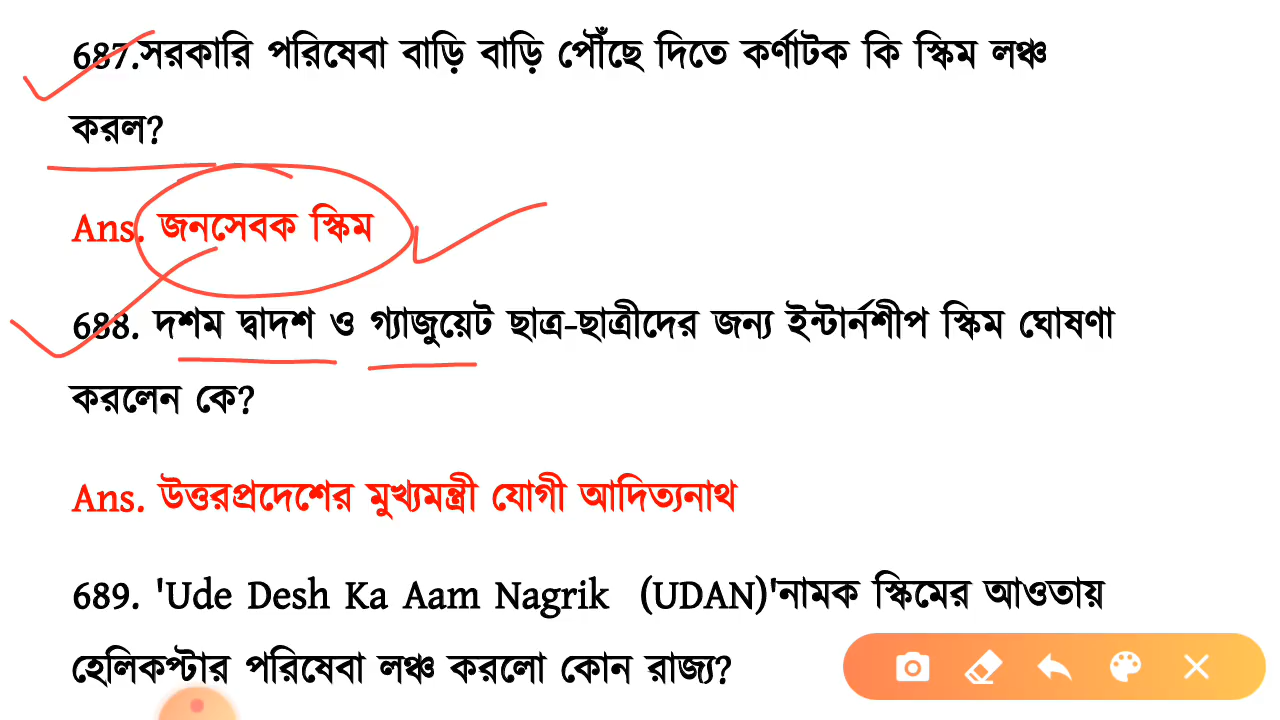 687.সরকারি পরিষেবা বাড়ি বাড়ি পৌঁছে দিতে কর্ণাটক কি স্কিম লঞ্চ
করল?
Ans. জনসেবক স্কিম
688. দশম দ্বাদশ ও গ্যাজুয়েট ছাত্র-ছাত্রীদের জন্য ইন্টার্নশীপ স্কিম ঘোষণা
করলেন কে?
Ans. উত্তরপ্রদেশের মুখ্যমন্ত্রী যোগী আদিত্যনাথ
689. 'Ude Desh Ka Aam Nagrik (UDAN)'নামক স্কিমের আওতায়
হেলিকপ্টার পরিষেবা লঞ্চ করলো কোন রাজ্য?